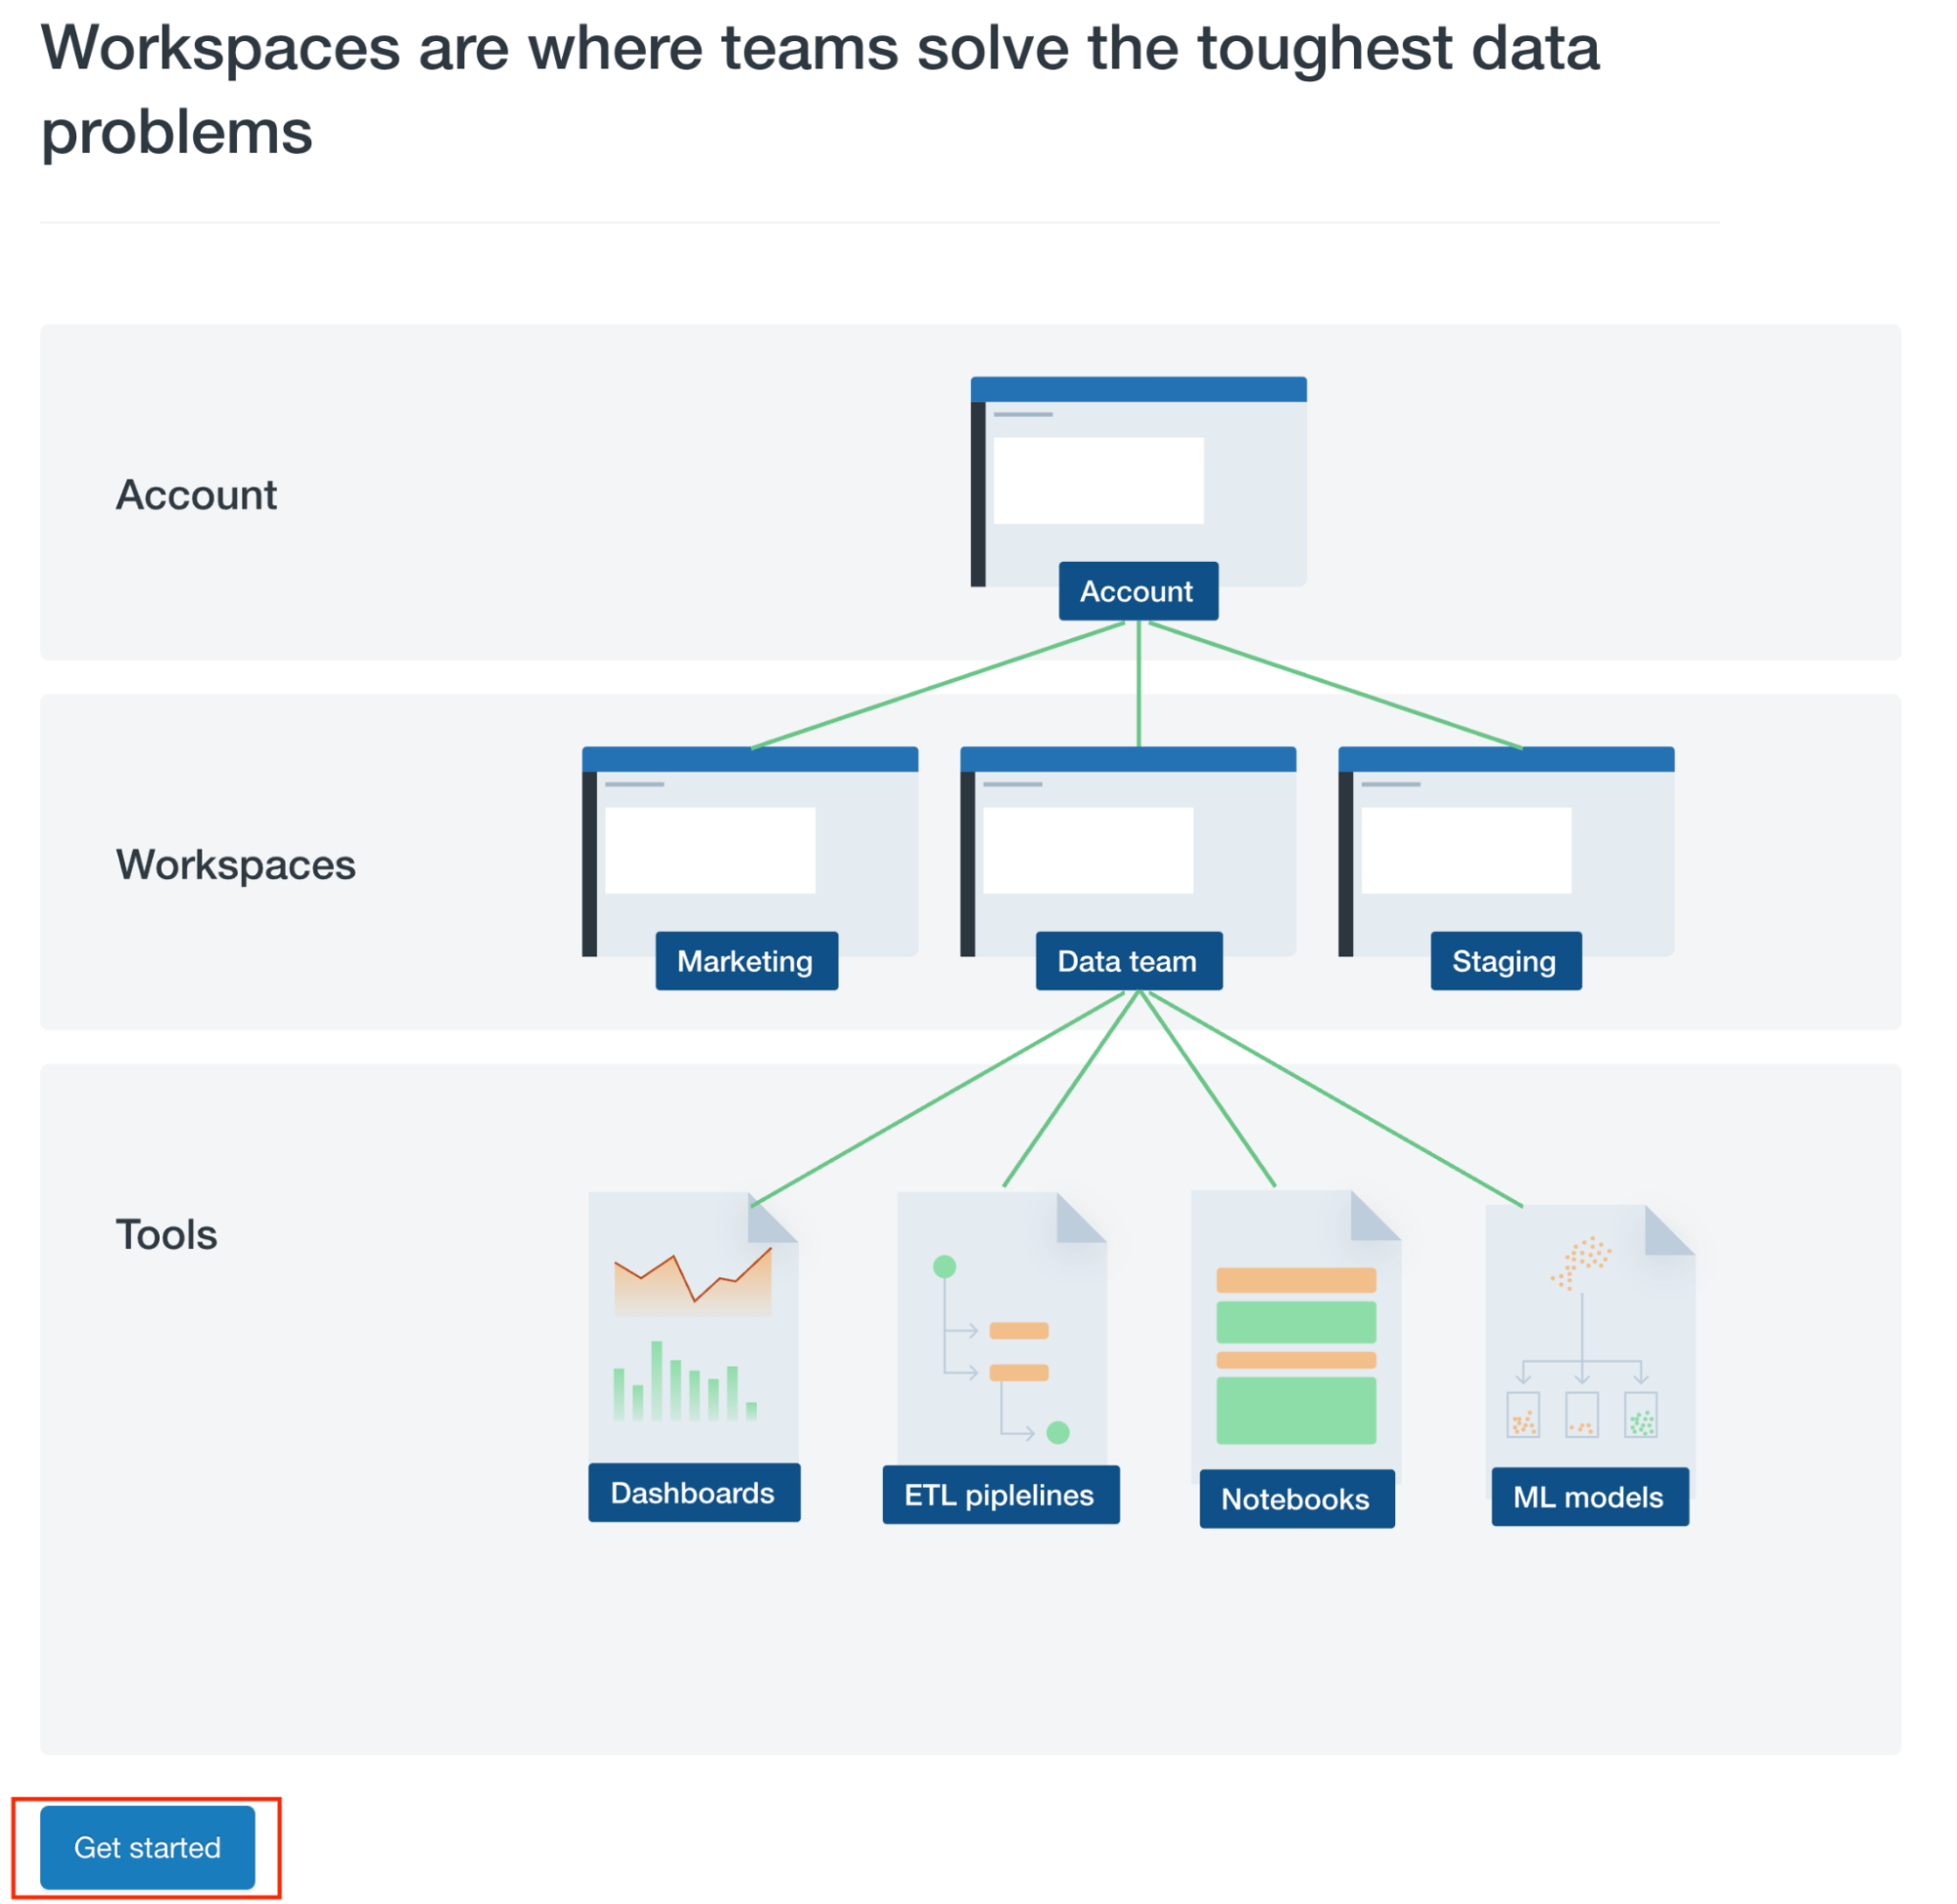 Workspaces are where teams solve the toughest data
problems
Account
Account
Workspaces
Marketing
Data team
Staging
Tools
Dashboards
ETL piplelines
Notebooks
ML models
Get started